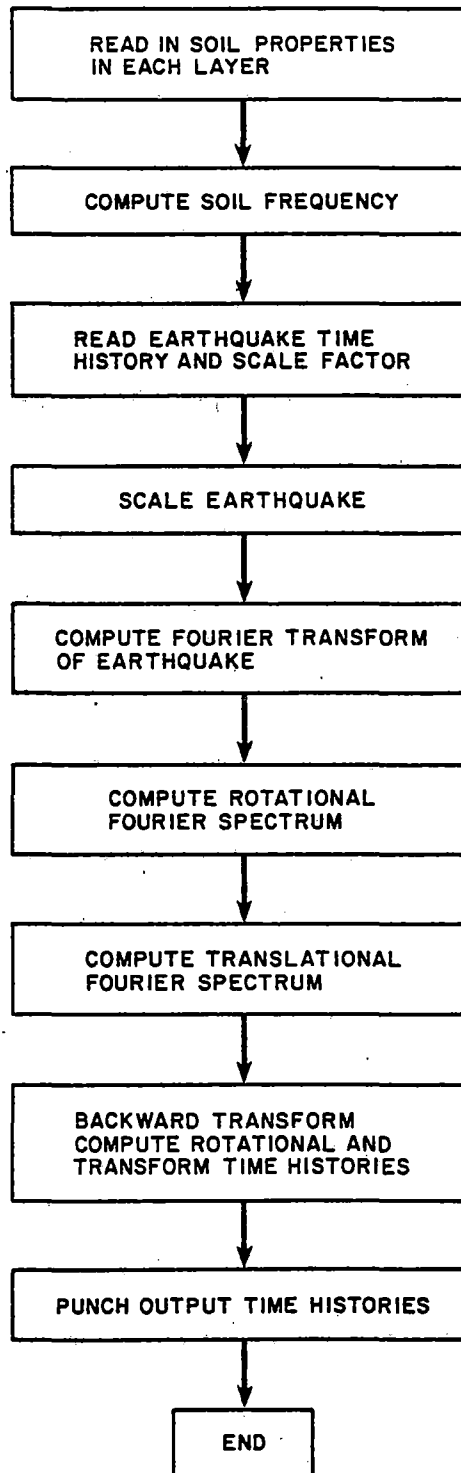 READ IN SOIL PROPERTIES
IN EACH LAYER
COMPUTE SOIL FREQUENCY
READ EARTHQUAKE TIME
HISTORY AND SCALE FACTOR
SCALE EARTHQUAKE
COMPUTE FOURIER TRANSFORM
OF EARTHQUAKE
COMPUTE ROTATIONAL
FOURIER SPECTRUM
COMPUTE TRANSLATIONAL
FOURIER SPECTRUM
BACKWARD TRANSFORM
COMPUTE ROTATIONAL AND
TRANSFORM TIME HISTORIES
PUNCH OUTPUT TIME HISTORIES
END